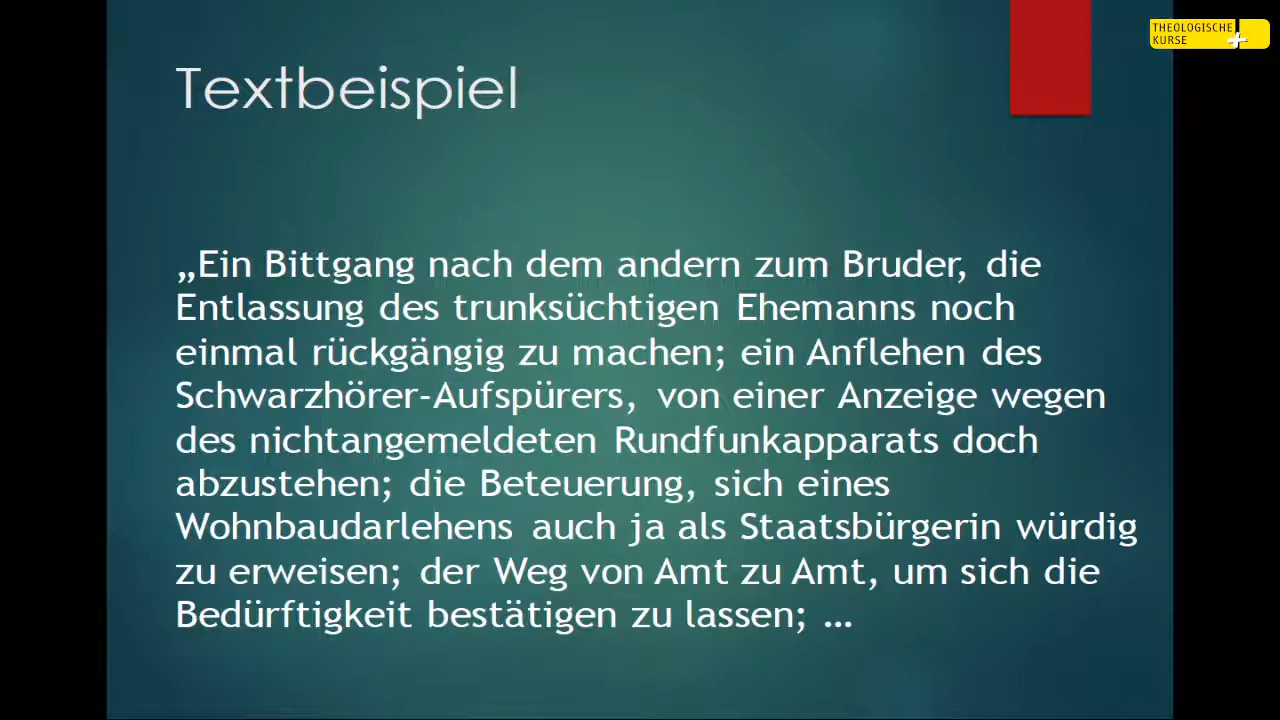 THEOLOGISCHE
KURSE
Textbeispiel
„Ein Bittgang nach dem andern zum Bruder, die
Entlassung des trunksüchtigen Ehemanns noch
einmal rückgängig zu machen; ein Anflehen des
Schwarzhörer-Aufspürers, von einer Anzeige wegen
des nichtangemeldeten Rundfunkapparats doch
abzustehen; die Beteuerung, sich eines
Wohnbaudarlehens auch ja als Staatsbürgerin würdig
zu erweisen; der Weg von Amt zu Amt, um sich die
Bedürftigkeit bestätigen zu lassen; …